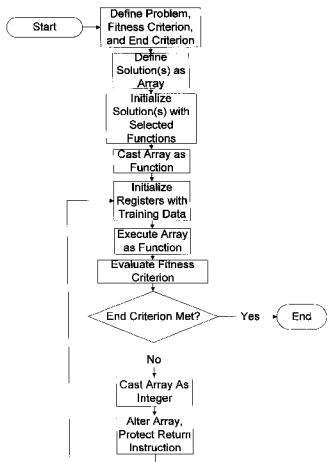 Start
Define Problem,
Fitness Criterion,
and End Criterion
Define
Solution(s) as
Array
Initialize
Solution(s) with
Selected
Functions
Cast Array as
Function
Initialize
Registers with
Training Data
Execute Array
as Function
Evaluate Fitness
Criterion
End Criterion Met?
Yes
End
No
Cast Array As
Integer
Alter Array,
Protect Return
Instruction